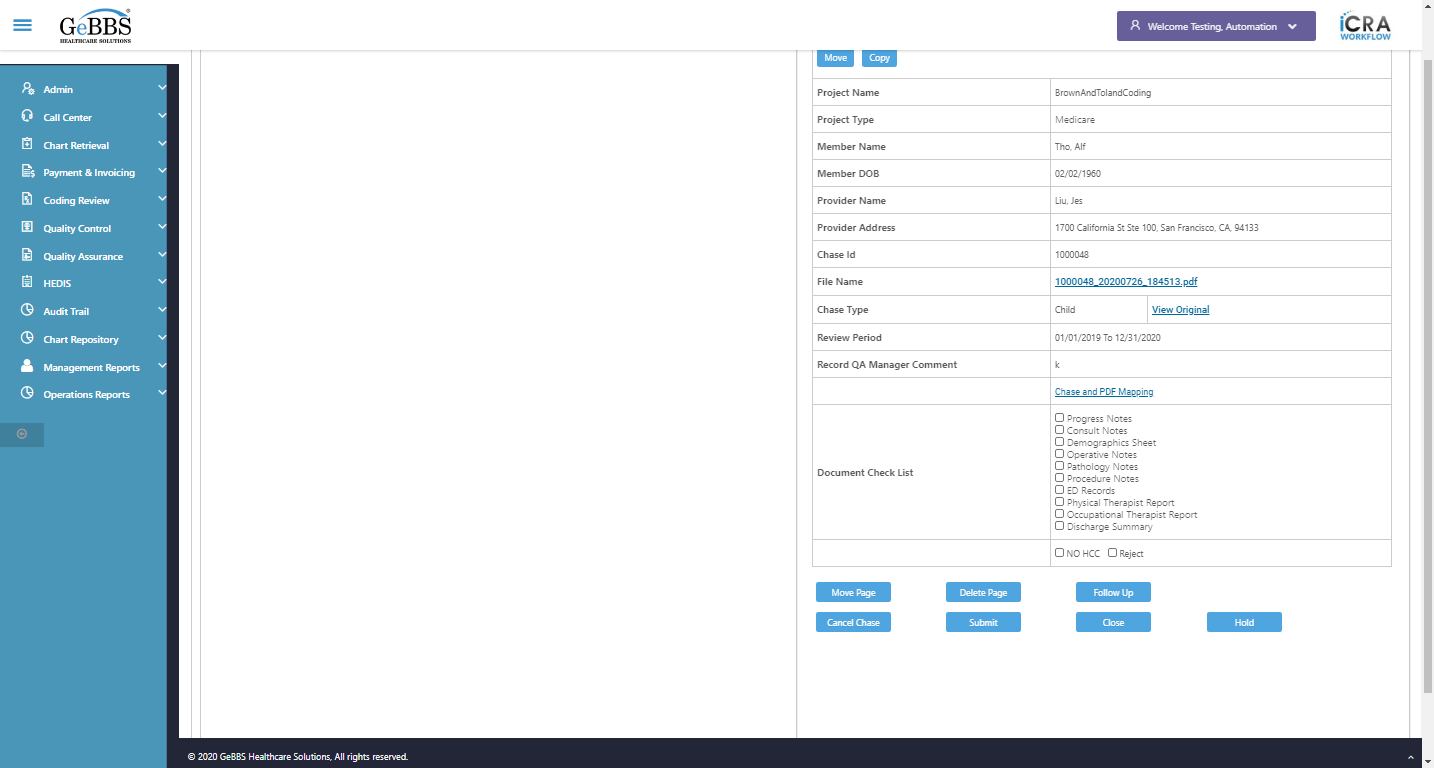 GeBBS
HEALTHCARE SOLUTIONS
Welcome Testing, Automation
iCRA
WORKFLOW
Admin
Call Center
Chart Retrieval
Payment & Invoicing
Coding Review
Quality Control
Quality Assurance
HEDIS
Audit Trail
Chart Repository
Management Reports
Operations Reports
Move Copy
Project Name BrownAndTolandCoding
Project Type Medicare
Member Name Tho, Alf
Member DOB 02/02/1960
Provider Name Liu, Jes
Provider Address 1700 California St Ste 100, San Francisco, CA, 94133
Chase Id 1000048
File Name 1000048_20200726_184513.pdf
Chase Type Child View Original
Review Period 01/01/2019 To 12/31/2020
Record QA Manager Comment k
Chase and PDF Mapping
Document Check List
Progress Notes
Consult Notes
Demographics Sheet
Operative Notes
Pathology Notes
Procedure Notes
ED Records
Physical Therapist Report
Occupational Therapist Report
Discharge Summary
NO HCC Reject
Move Page Delete Page Follow Up
Cancel Chase Submit Close Hold
© 2020 GeBBS Healthcare Solutions, All rights reserved.